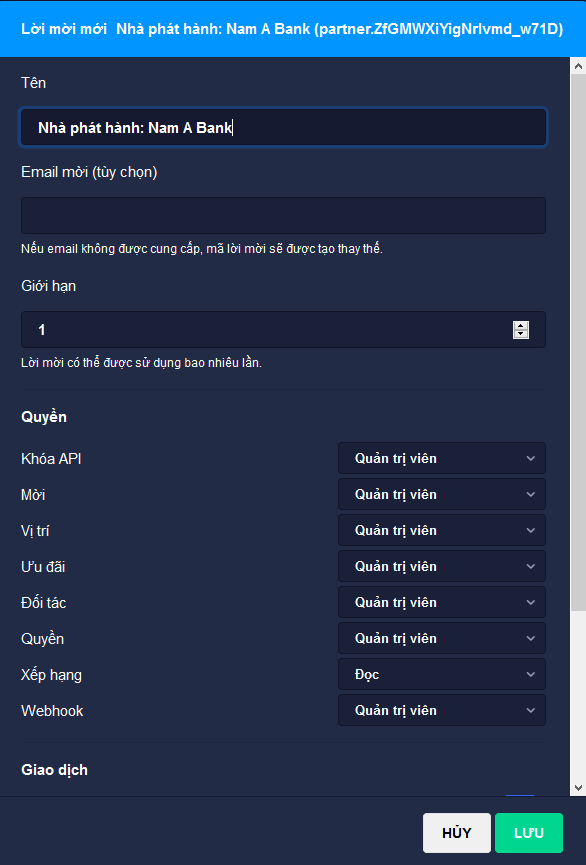 Lời mời mới Nhà phát hành: Nam A Bank (partner.ZfGMWXiYigNrIvmd_w71D)
Tên
Nhà phát hành: Nam A Bank
Email mời (tùy chọn)
Nếu email không được cung cấp, mã lời mời sẽ được tạo thay thế.
Giới hạn
1
Lời mời có thể được sử dụng bao nhiêu lần.
Quyền
Khóa API Quản trị viên
Mời Quản trị viên
Vị trí Quản trị viên
Ưu đãi Quản trị viên
Đối tác Quản trị viên
Quyền Quản trị viên
Xếp hạng Đọc
Webhook Quản trị viên
Giao dịch
HỦY LƯU